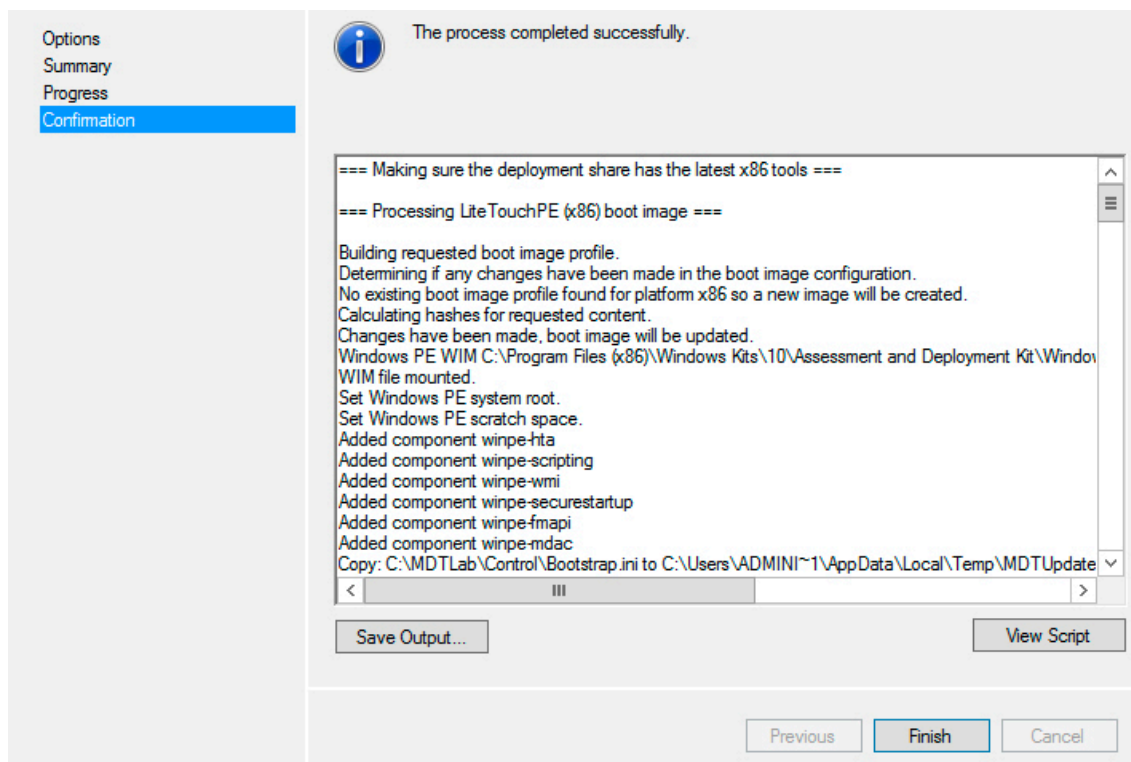 Options
Summary
Progress
Confirmation
The process completed successfully.
=== Making sure the deployment share has the latest x86 tools ===
=== Processing LiteTouchPE (x86) boot image ===
Building requested boot image profile.
Determining if any changes have been made in the boot image configuration.
No existing boot image profile found for platform x86 so a new image will be created.
Calculating hashes for requested content.
Changes have been made, boot image will be updated.
Windows PE WIM C:\Program Files (x86)\Windows Kits\10\Assessment and Deployment Kit\Window
WIM file mounted.
Set Windows PE system root.
Set Windows PE scratch space.
Added component winpe-hta
Added component winpe-scripting
Added component winpe-wmi
Added component winpe-securestartup
Added component winpe-fmapi
Added component winpe-mdac
Copy: C:\MDTLab\Control\Bootstrap.ini to C:\Users\ADMINI~1\AppData\Local\Temp\MDTUpdate
Save Output...
View Script
Previous
Finish
Cancel